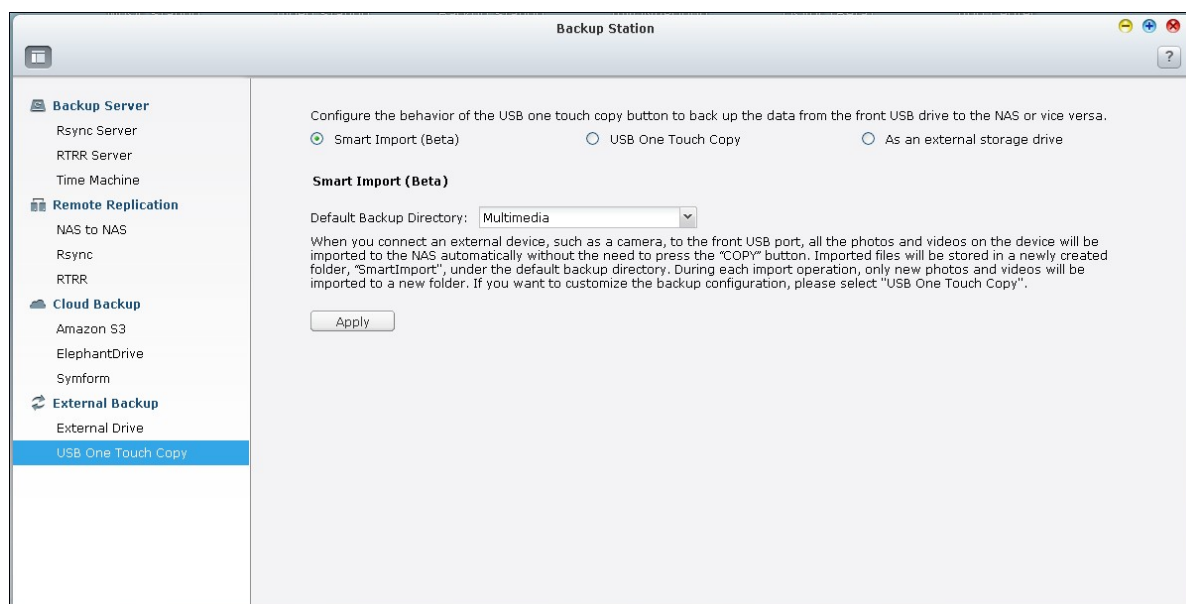 Backup Station
?
Backup Server
Rsync Server
RTRR Server
Time Machine
Remote Replication
NAS to NAS
Rsync
RTRR
Cloud Backup
Amazon S3
ElephantDrive
Symform
External Backup
External Drive
USB One Touch Copy
Configure the behavior of the USB one touch copy button to back up the data from the front USB drive to the NAS or vice versa.
Smart Import (Beta) USB One Touch Copy As an external storage drive
Smart Import (Beta)
Default Backup Directory: Multimedia
When you connect an external device, such as a camera, to the front USB port, all the photos and videos on the device will be
imported to the NAS automatically without the need to press the "COPY" button. Imported files will be stored in a newly created
folder, "SmartImport", under the default backup directory. During each import operation, only new photos and videos will be
imported to a new folder. If you want to customize the backup configuration, please select "USB One Touch Copy".
Apply